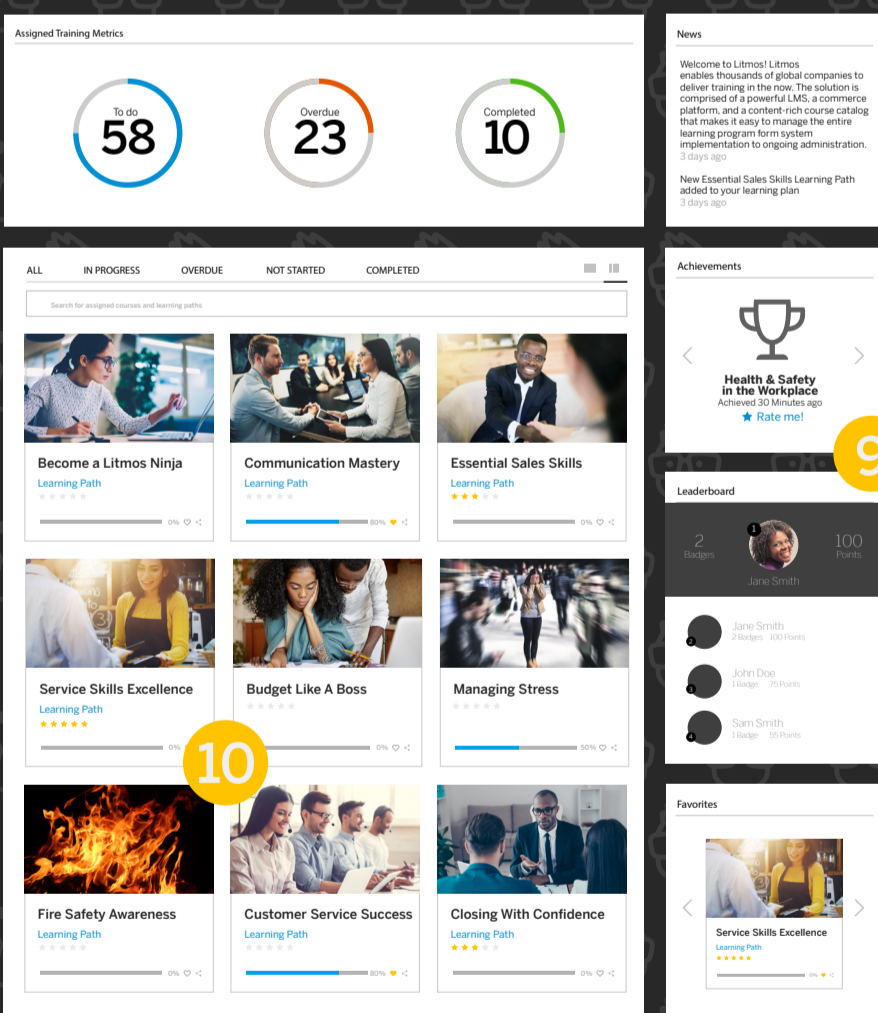 Assigned Training Metrics
To do
58
Overdue
23
Completed
10
News
Welcome to Litmos! Litmos
enables thousands of global companies to
deliver training in the now. The solution is
comprised of a powerful LMS, a commerce
platform, and a content-rich course catalog
that makes it easy to manage the entire
learning program form system
implementation to ongoing administration.
3 days ago
New Essential Sales Skills Learning Path
added to your learning plan
3 days ago
ALL IN PROGRESS OVERDUE NOT STARTED COMPLETED
Search for assigned courses and learning paths
Become a Litmos Ninja
Learning Path
0%
Communication Mastery
Learning Path
80%
Essential Sales Skills
Learning Path
0%
Service Skills Excellence
Learning Path
0%
Budget Like A Boss
0%
Managing Stress
50%
10
Fire Safety Awareness
Learning Path
0%
Customer Service Success
Learning Path
80%
Closing With Confidence
Learning Path
0%
Achievements
Health & Safety
in the Workplace
Achieved 30 Minutes ago
Rate me!
9
Leaderboard
2
Badges
1
100
Points
Jane Smith
2
Jane Smith
2 Badges 100 Points
3
John Doe
1 Badge 75 Points
4
Sam Smith
1 Badge 55 Points
Favorites
Service Skills Excellence
Learning Path
0%